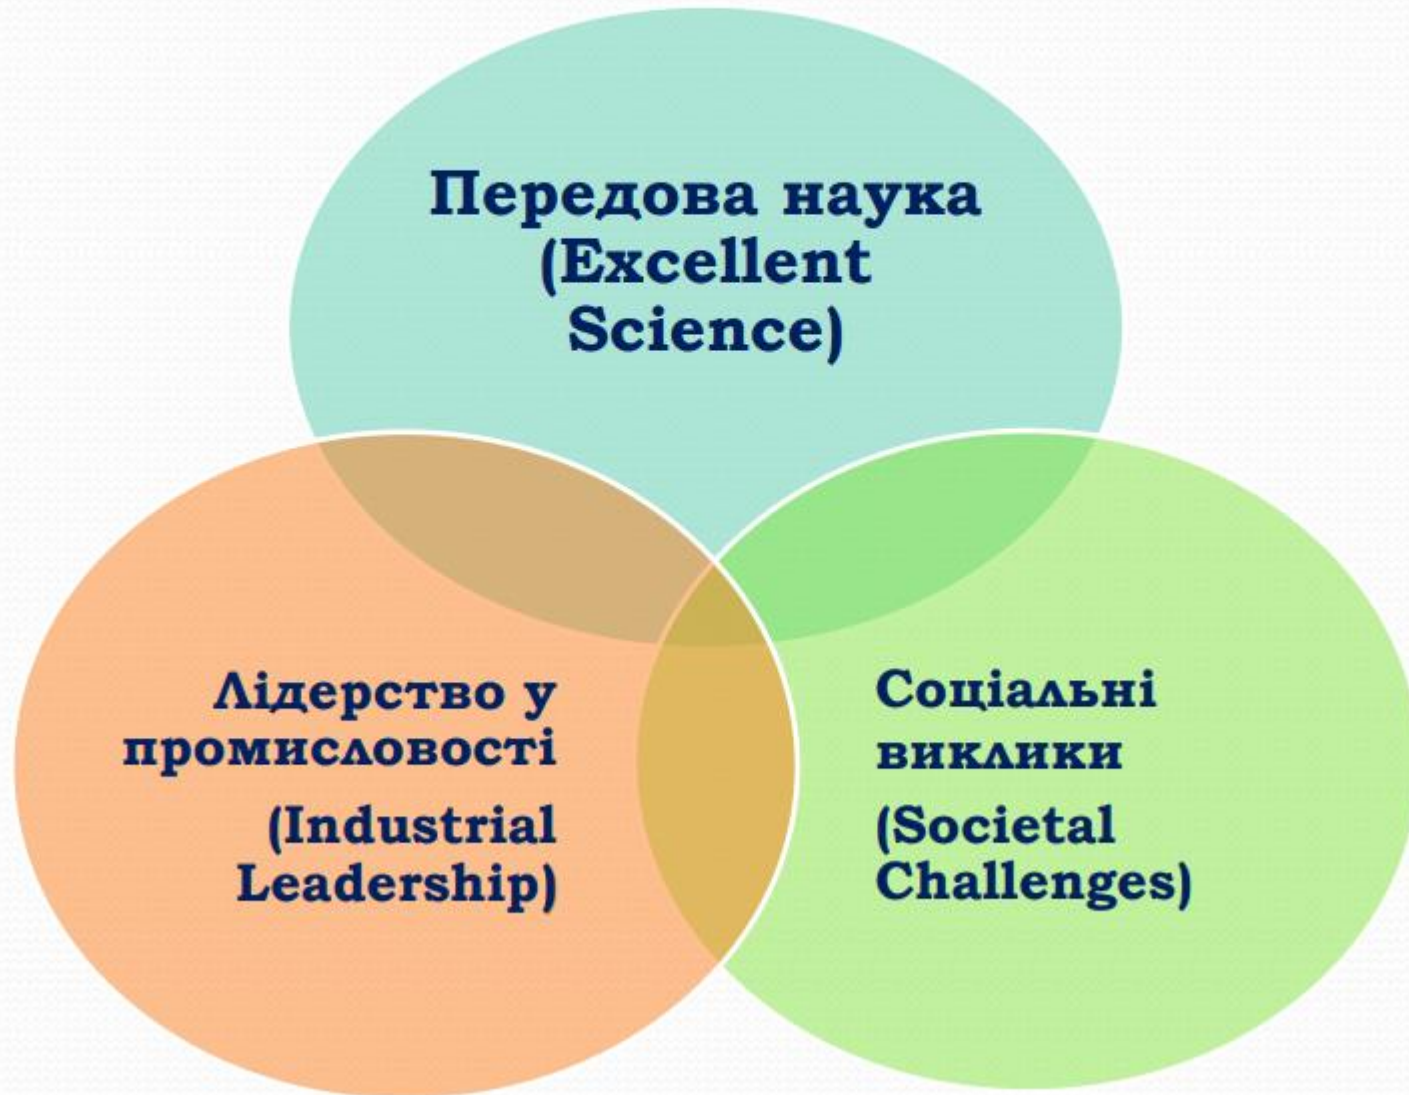 Передова наука
(Excellent
Science)
Лідерство у
промисловості
(Industrial
Leadership)
Соціальні
виклики
(Societal
Challenges)